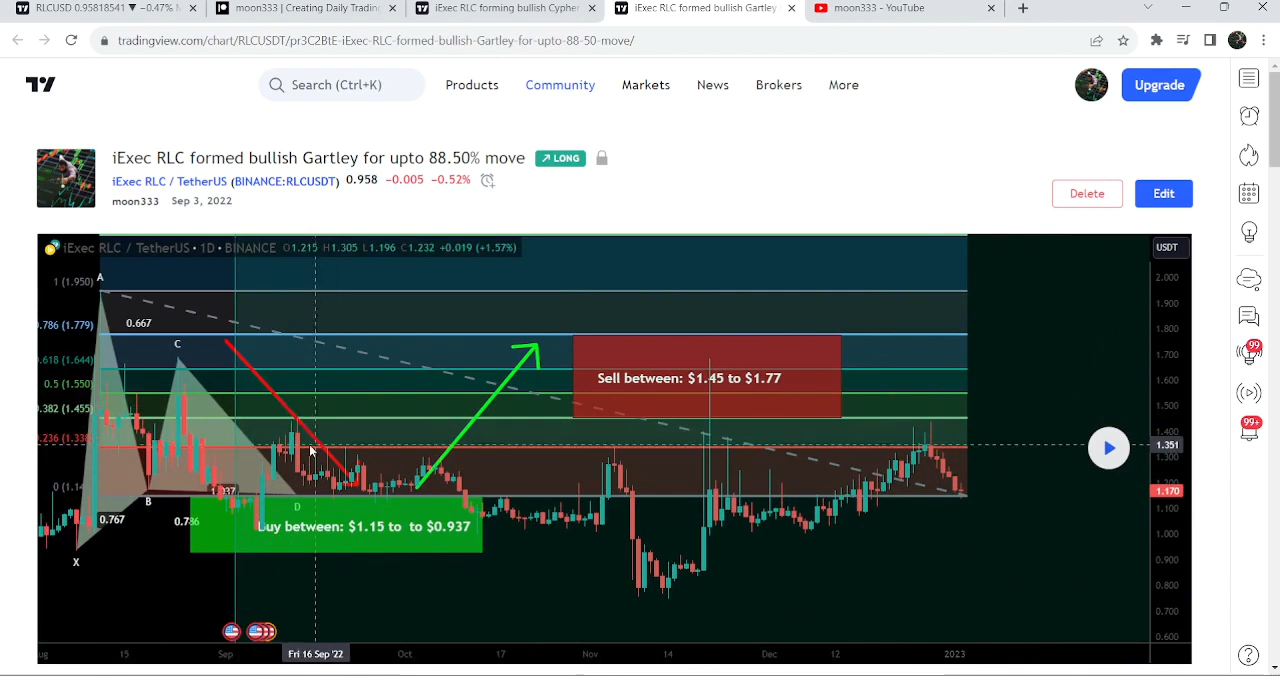 RLCUSD 0.95818541 ▼ −0.47% 
moon333 | Creating Daily Trading
iExec RLC forming bullish Cypher
iExec RLC formed bullish Gartley
moon333 - YouTube
tradingview.com/chart/RLCUSDT/pr3C2BtE-iExec-RLC-formed-bullish-Gartley-for-upto-88-50-move/
Search (Ctrl+K)
Products
Community
Markets
News
Brokers
More
Upgrade
iExec RLC formed bullish Gartley for upto 88.50% move
LONG
iExec RLC / TetherUS (BINANCE:RLCUSDT) 0.958 −0.005 −0.52%
moon333 Sep 3, 2022
Delete
Edit
iExec RLC / TetherUS • 1D • BINANCE O1.215 H1.305 L1.196 C1.232 +0.019 (+1.57%)
USDT
A
1 (1.950)
0.667
0.786 (1.779)
C
0.618 (1.644)
0.5 (1.550)
0.382 (1.455)
0.236 (1.338)
Sell between: $1.45 to $1.77
B
D
0.767
0.786
Buy between: $1.15 to to $0.937
X
2.000
1.900
1.800
1.700
1.600
1.500
1.400
1.351
1.300
1.170
1.100
1.000
0.900
0.800
0.700
0.600
99
99+
15
Sep
Fri 16 Sep '22
Oct
17
Nov
14
Dec
12
2023